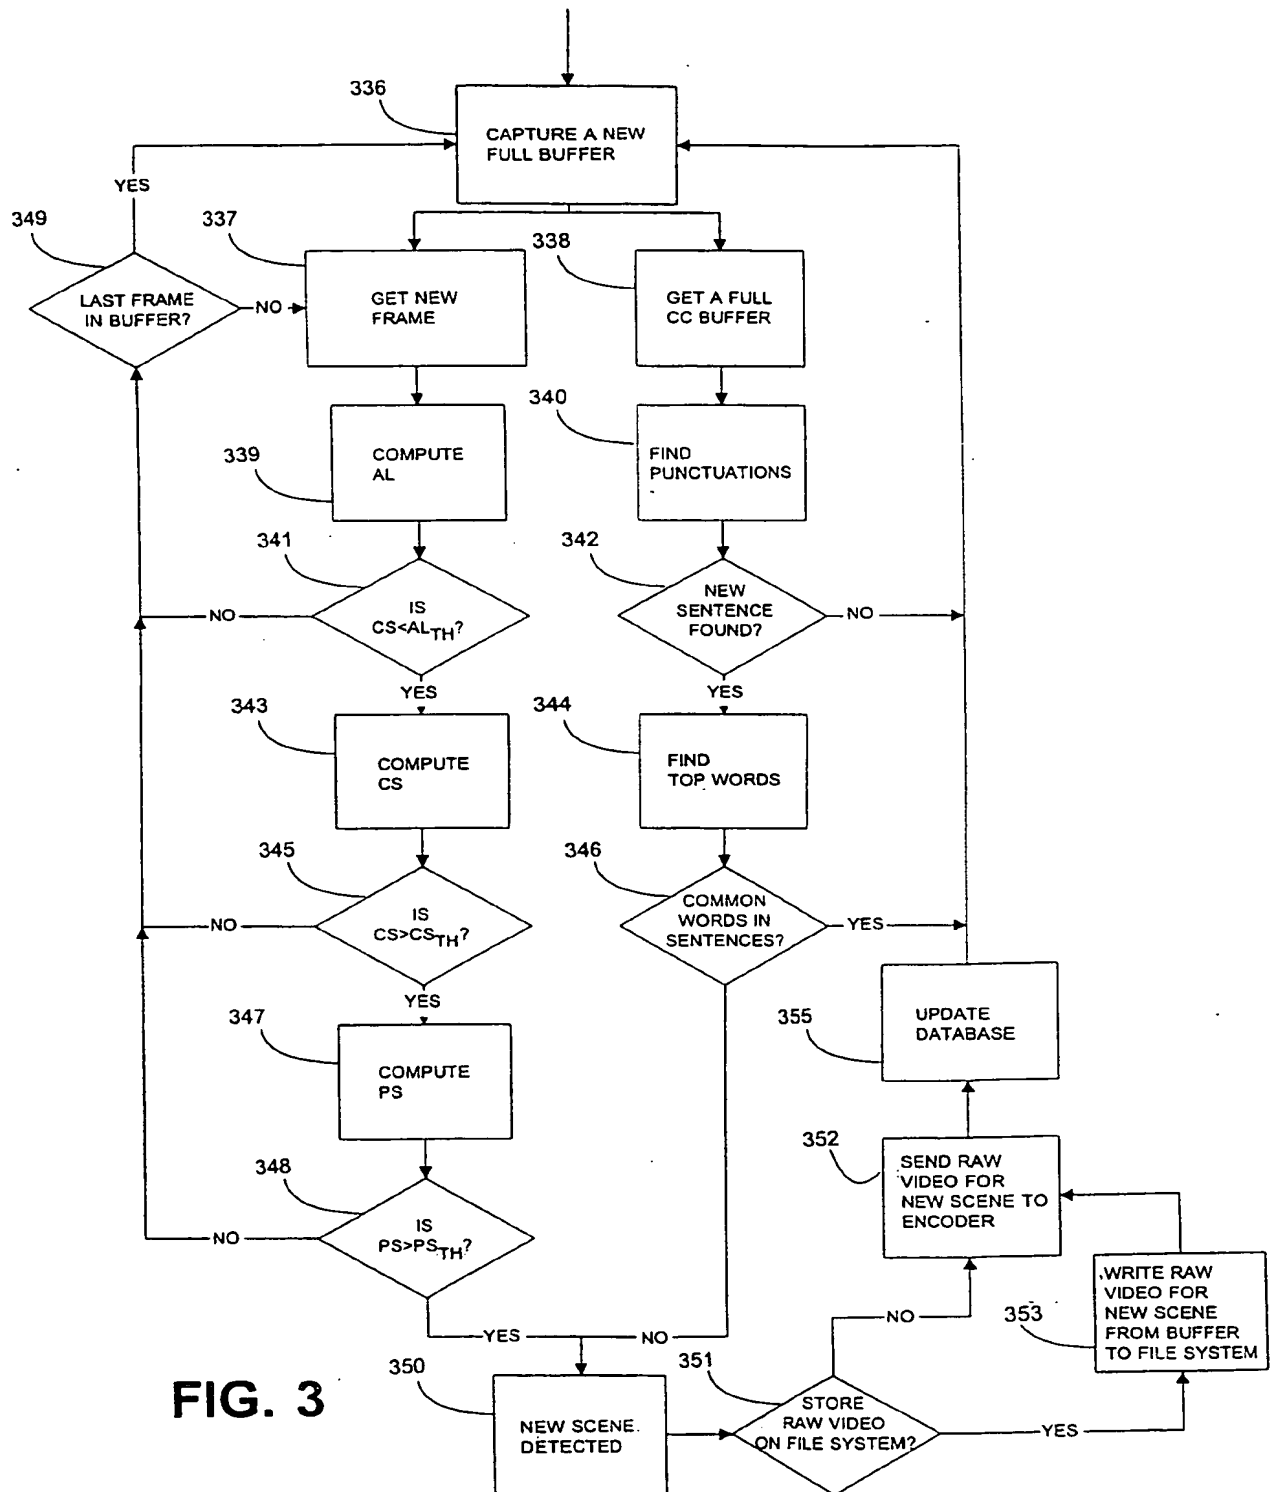 336
CAPTURE A NEW
FULL BUFFER
YES
349
LAST FRAME
IN BUFFER?
NO
337
GET NEW
FRAME
338
GET A FULL
CC BUFFER
339
COMPUTE
AL
340
FIND
PUNCTUATIONS
341
IS
CS<ALTH?
NO
YES
342
NEW
SENTENCE
FOUND?
NO
YES
343
COMPUTE
CS
344
FIND
TOP WORDS
345
IS
CS>CSTH?
NO
YES
346
COMMON
WORDS IN
SENTENCES?
YES
347
COMPUTE
PS
355
UPDATE
DATABASE
348
IS
PS>PSTH?
NO
352
SEND RAW
VIDEO FOR
NEW SCENE TO
ENCODER
353
WRITE RAW
VIDEO FOR
NEW SCENE
FROM BUFFER
TO FILE SYSTEM
YES
NO
NO
350
NEW SCENE
DETECTED
351
STORE
RAW VIDEO
ON FILE SYSTEM?
YES
FIG. 3